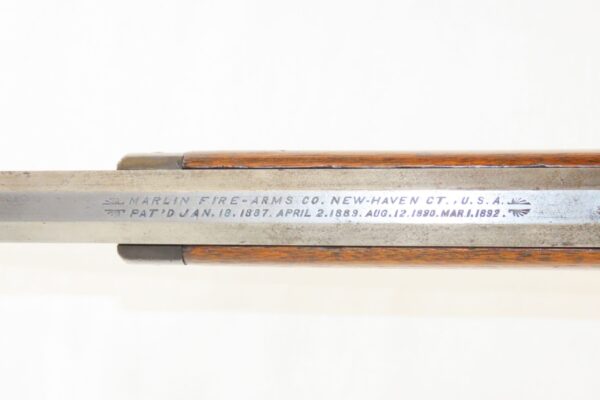 MARLIN FIRE-ARMS CO. NEW-HAVEN CT., U.S.A.
PAT'D JAN. 18. 1887. APRIL 2. 1889. AUG. 12. 1890. MAR. 1. 1892.